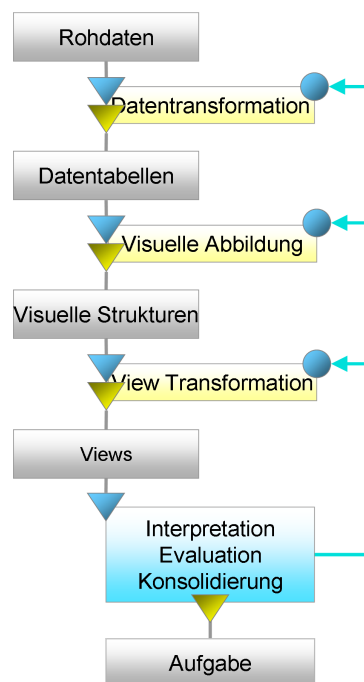 Rohdaten
Datentransformation
Datentabellen
Visuelle Abbildung
Visuelle Strukturen
View Transformation
Views
Interpretation
Evaluation
Konsolidierung
Aufgabe